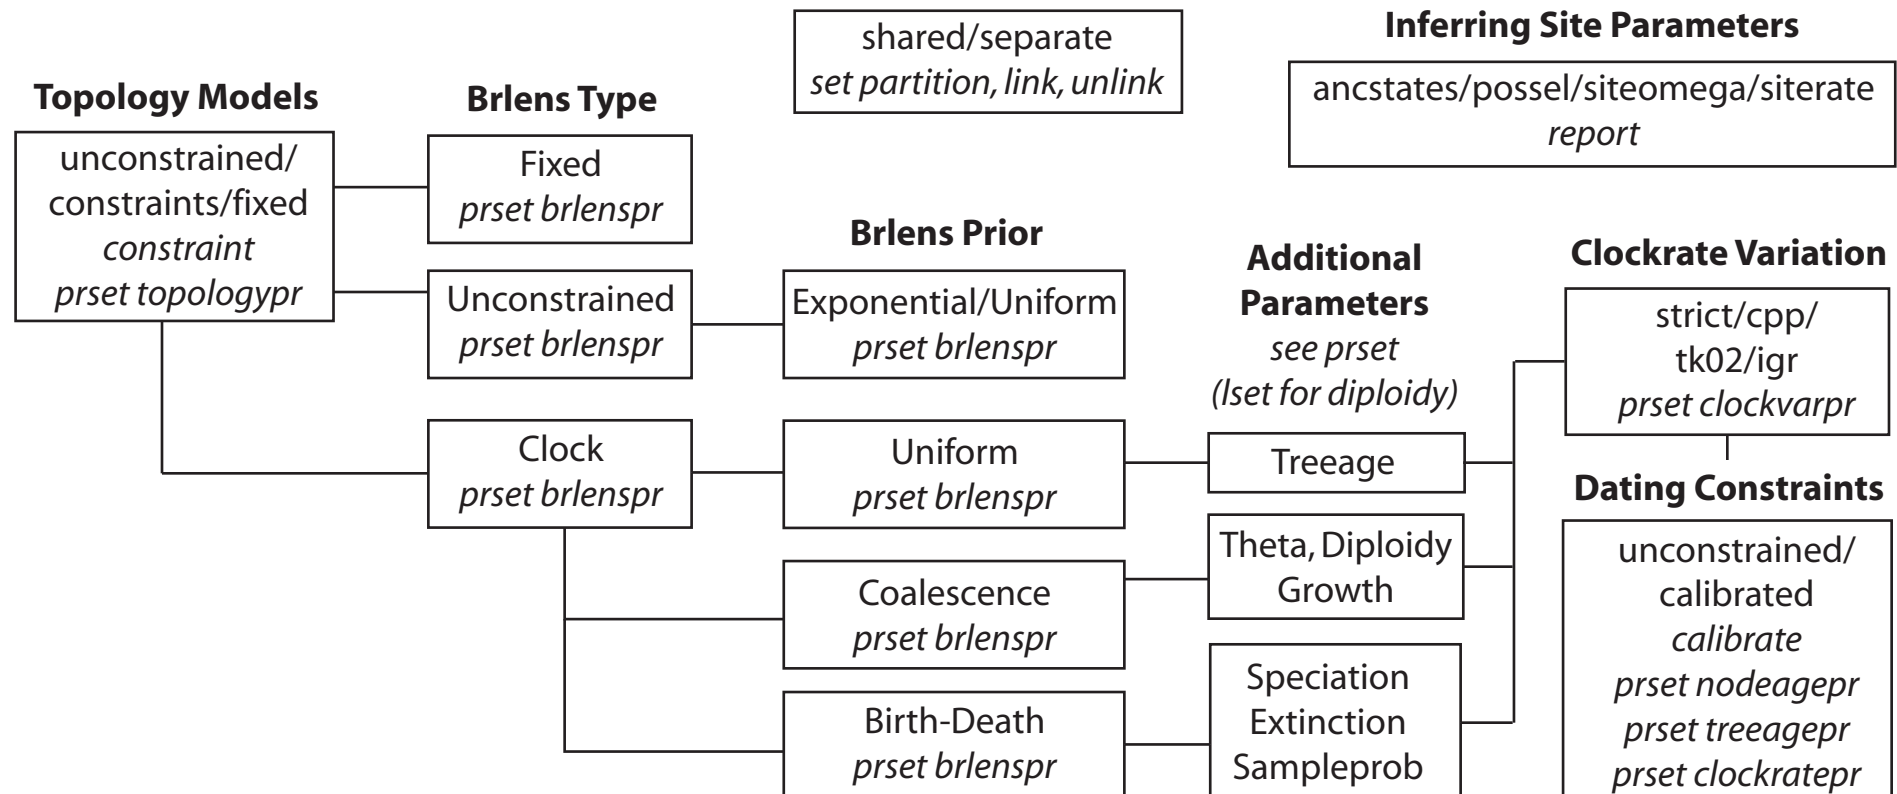 shared/separate
set partition, link, unlink
Inferring Site Parameters
ancstates/possel/siteomega/siterate
report
Topology Models
unconstrained/
constraints/fixed
constraint
prset topologypr
Brlens Type
Fixed
prset brlenspr
Unconstrained
prset brlenspr
Clock
prset brlenspr
Brlens Prior
Exponential/Uniform
prset brlenspr
Uniform
prset brlenspr
Coalescence
prset brlenspr
Birth-Death
prset brlenspr
Additional
Parameters
see prset
(lset for diploidy)
Treeage
Theta, Diploidy
Growth
Speciation
Extinction
Sampleprob
Clockrate Variation
strict/cpp/
tk02/igr
prset clockvarpr
Dating Constraints
unconstrained/
calibrated
calibrate
prset nodeagepr
prset treeagepr
prset clockratepr